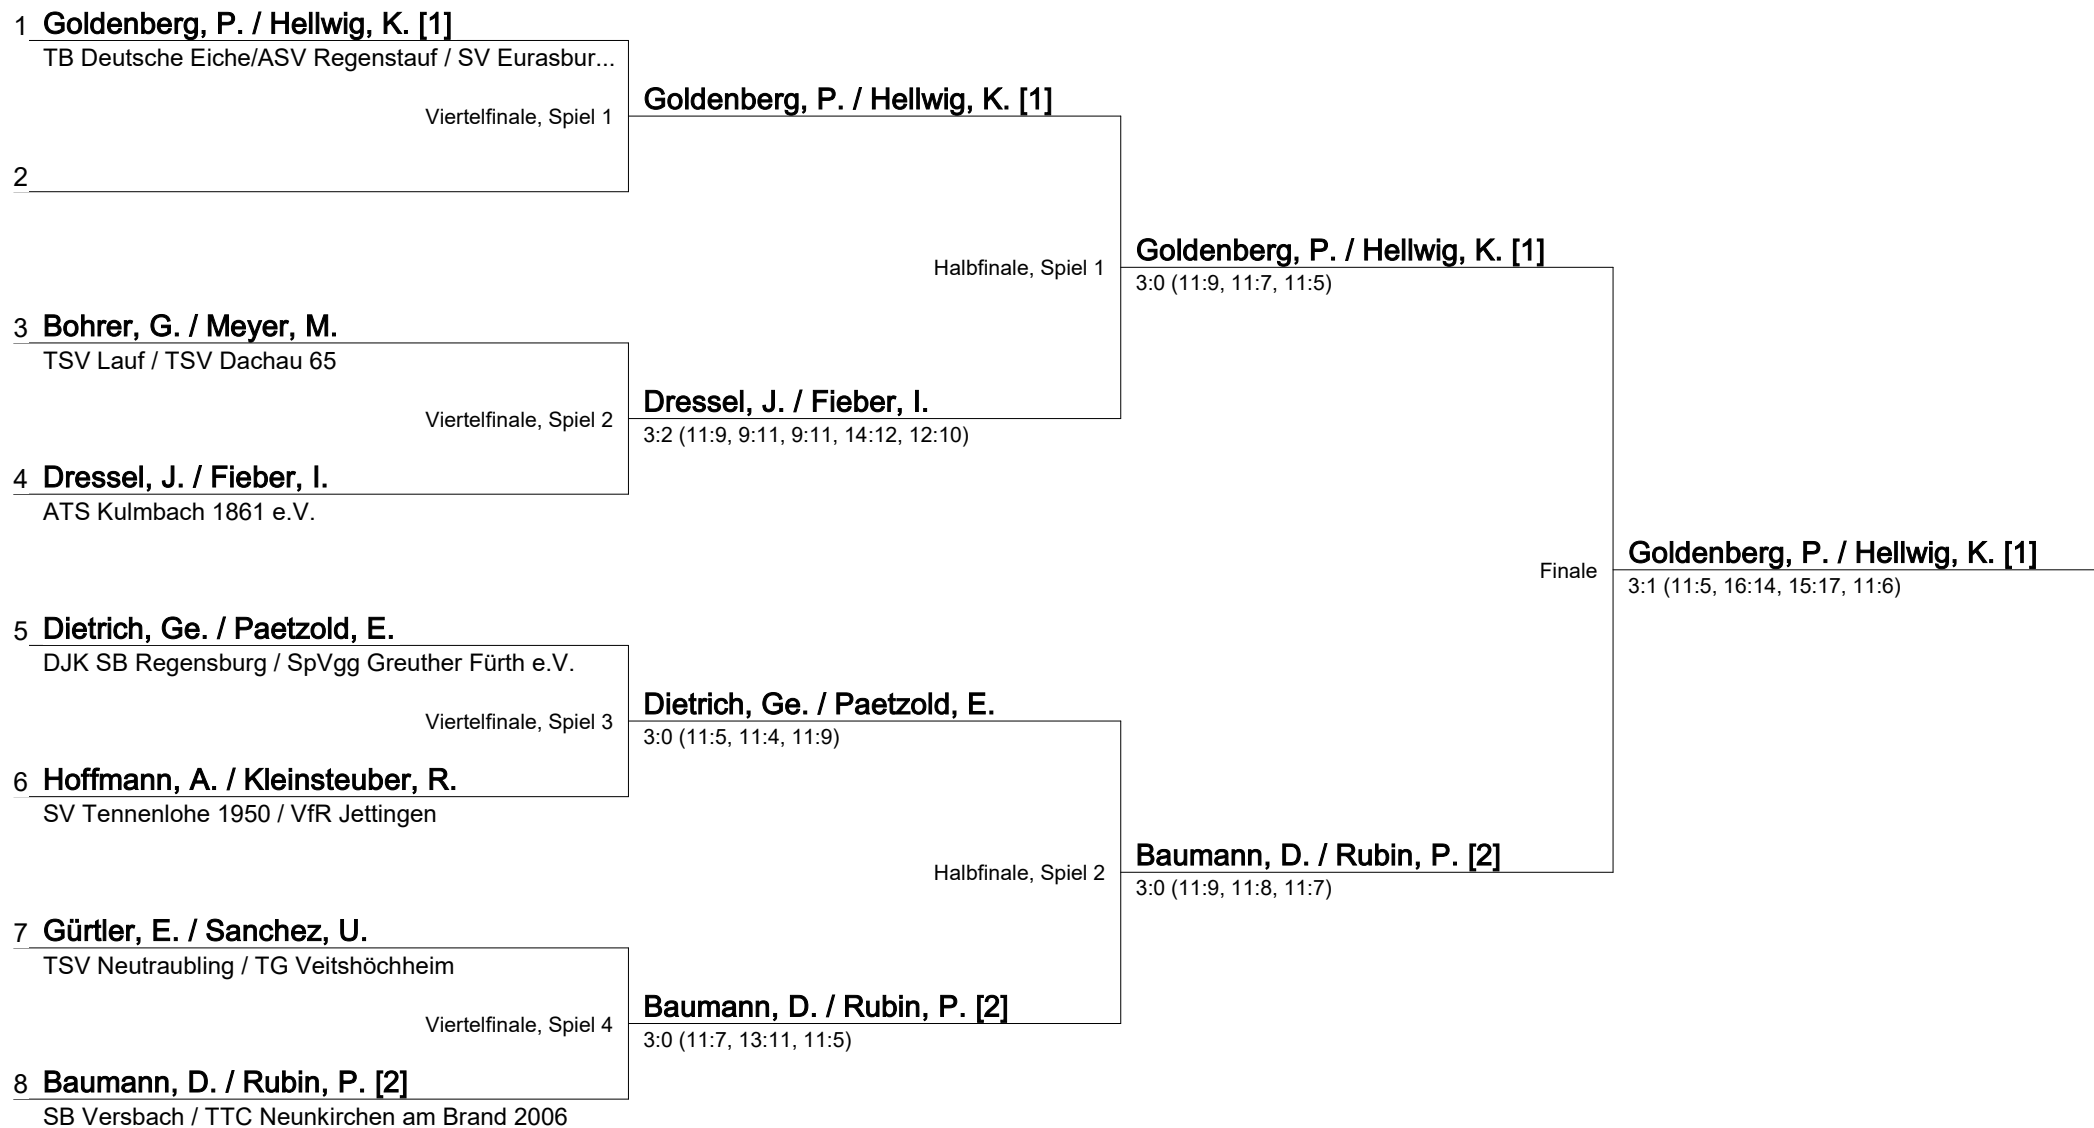 1 Goldenberg, P. / Hellwig, K. [1]
TB Deutsche Eiche/ASV Regenstauf / SV Eurasbur...
Viertelfinale, Spiel 1
Goldenberg, P. / Hellwig, K. [1]
2
Halbfinale, Spiel 1
Goldenberg, P. / Hellwig, K. [1]
3:0 (11:9, 11:7, 11:5)
3 Bohrer, G. / Meyer, M.
TSV Lauf / TSV Dachau 65
Viertelfinale, Spiel 2
Dressel, J. / Fieber, I.
3:2 (11:9, 9:11, 9:11, 14:12, 12:10)
4 Dressel, J. / Fieber, I.
ATS Kulmbach 1861 e.V.
Finale
Goldenberg, P. / Hellwig, K. [1]
3:1 (11:5, 16:14, 15:17, 11:6)
5 Dietrich, Ge. / Paetzold, E.
DJK SB Regensburg / SpVgg Greuther Fürth e.V.
Viertelfinale, Spiel 3
Dietrich, Ge. / Paetzold, E.
3:0 (11:5, 11:4, 11:9)
6 Hoffmann, A. / Kleinsteuber, R.
SV Tennenlohe 1950 / VfR Jettingen
Halbfinale, Spiel 2
Baumann, D. / Rubin, P. [2]
3:0 (11:9, 11:8, 11:7)
7 Gürtler, E. / Sanchez, U.
TSV Neutraubling / TG Veitshöchheim
Viertelfinale, Spiel 4
Baumann, D. / Rubin, P. [2]
3:0 (11:7, 13:11, 11:5)
8 Baumann, D. / Rubin, P. [2]
SB Versbach / TTC Neunkirchen am Brand 2006